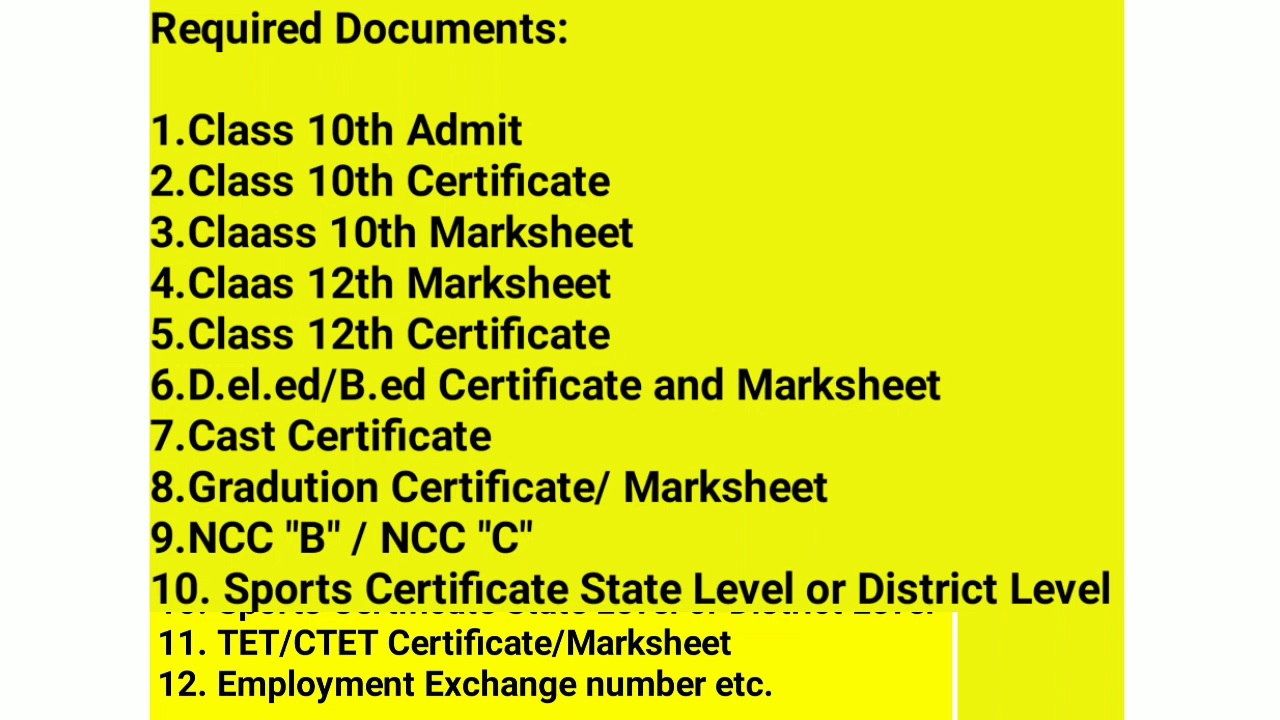 Required Documents:
1.Class 10th Admit
2.Class 10th Certificate
3.Claass 10th Marksheet
4.Claas 12th Marksheet
5.Class 12th Certificate
6.D.el.ed/B.ed Certificate and Marksheet
7.Cast Certificate
8.Gradution Certificate/ Marksheet
9.NCC "B" / NCC "C"
10. Sports Certificate State Level or District Level
11. TET/CTET Certificate/Marksheet
12. Employment Exchange number etc.